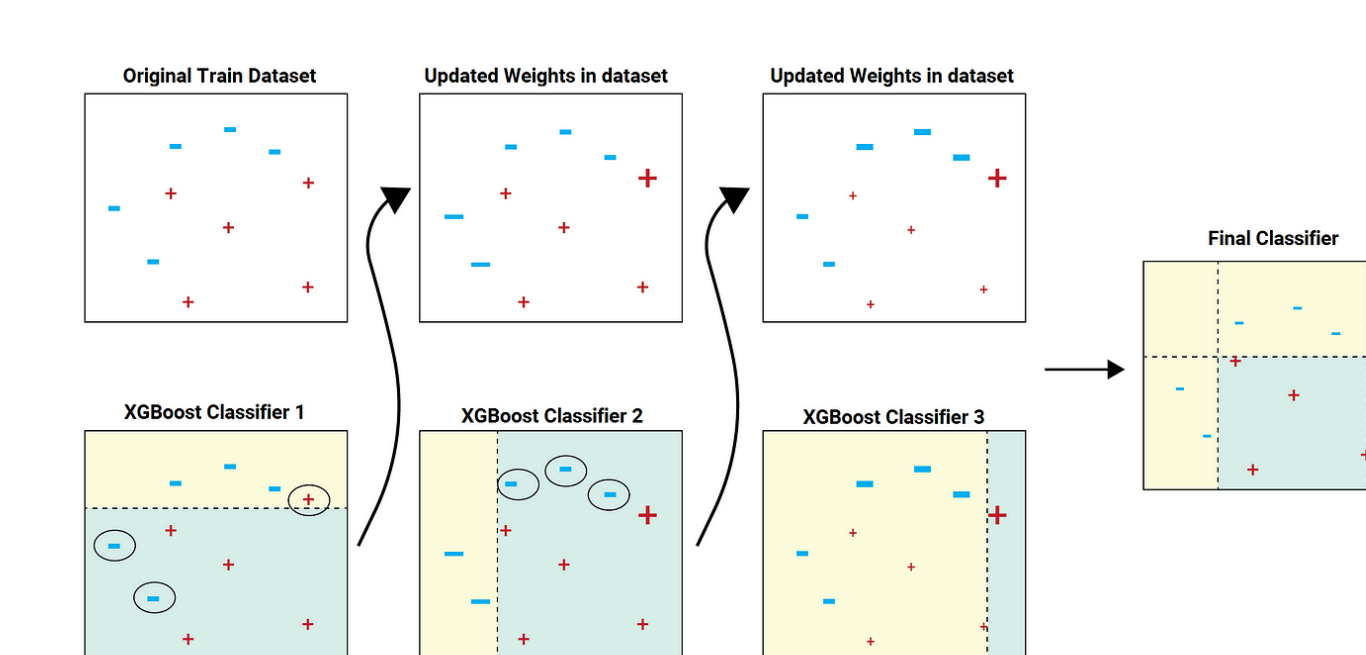 Original Train Dataset
Updated Weights in dataset
Updated Weights in dataset
Final Classifier
XGBoost Classifier 1
XGBoost Classifier 2
XGBoost Classifier 3